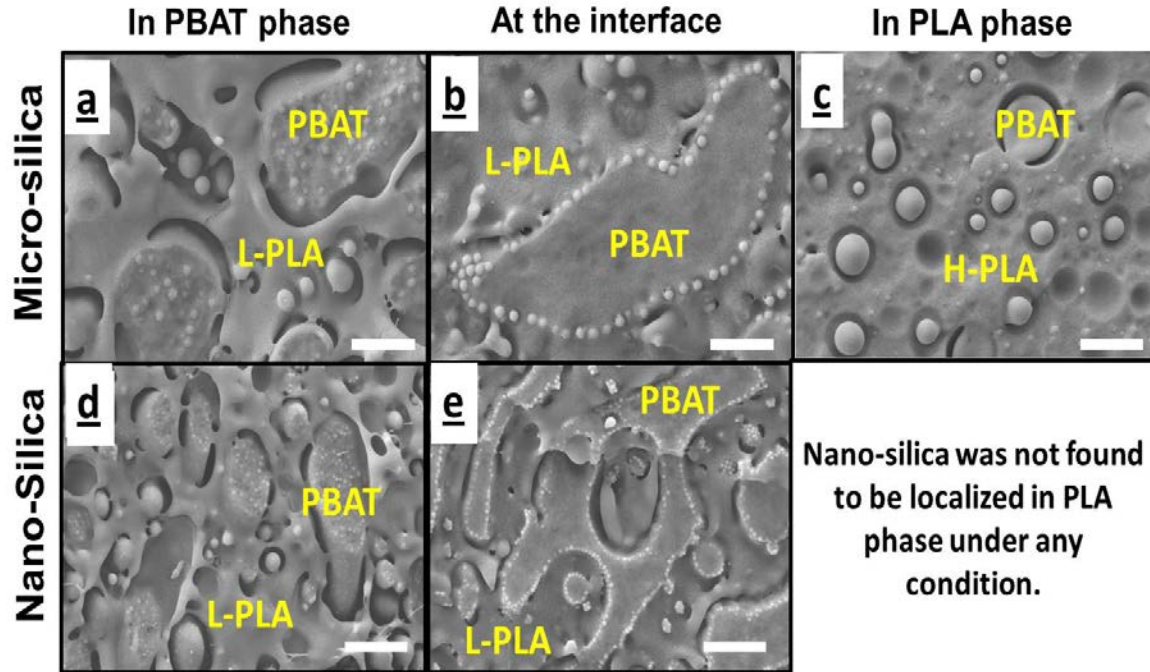 In PBAT phase
At the interface
In PLA phase
Micro-silica
a
PBAT
L-PLA
b
L-PLA
PBAT
c
PBAT
H-PLA
Nano-Silica
d
PBAT
L-PLA
e
PBAT
L-PLA
Nano-silica was not found
to be localized in PLA
phase under any
condition.